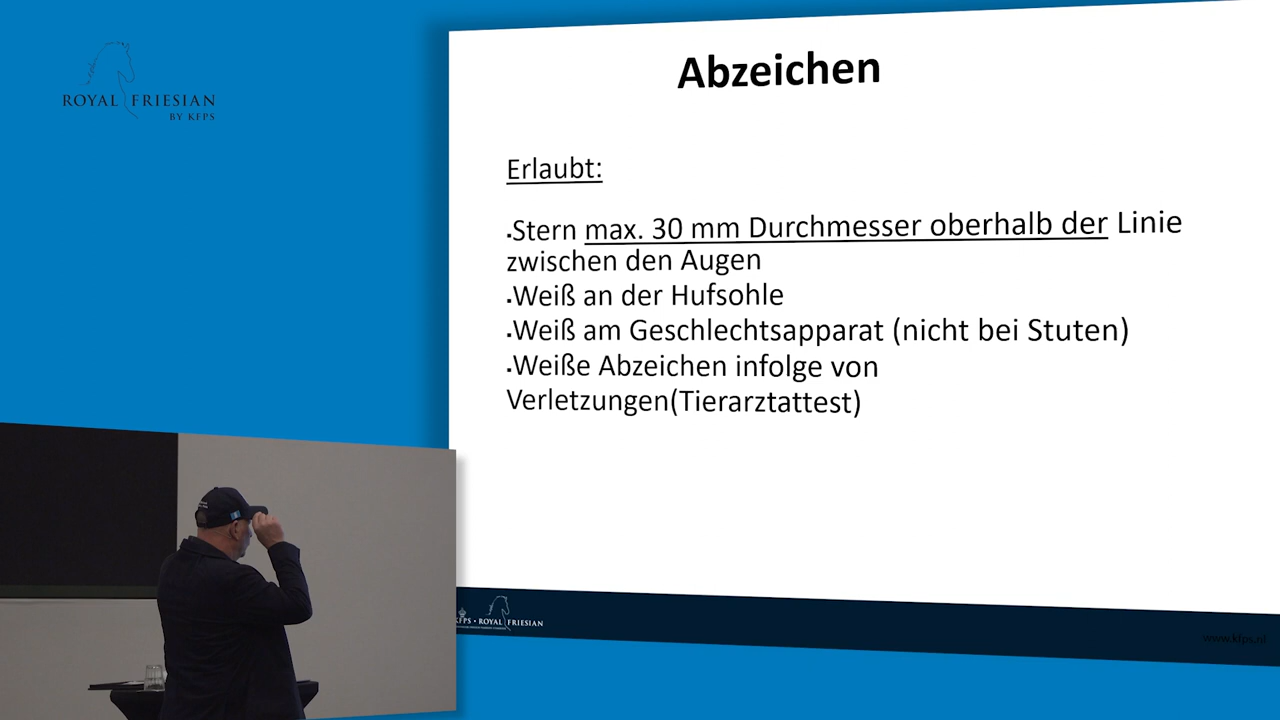 ROYAL FRIESIAN
BY KFPS
Abzeichen
Erlaubt:
▪Stern max. 30 mm Durchmesser oberhalb der Linie
zwischen den Augen
▪Weiß an der Hufsohle
▪Weiß am Geschlechtsapparat (nicht bei Stuten)
▪Weiße Abzeichen infolge von
Verletzungen(Tierarztattest)
KFPS • ROYAL FRIESIAN
www.kfps.nl